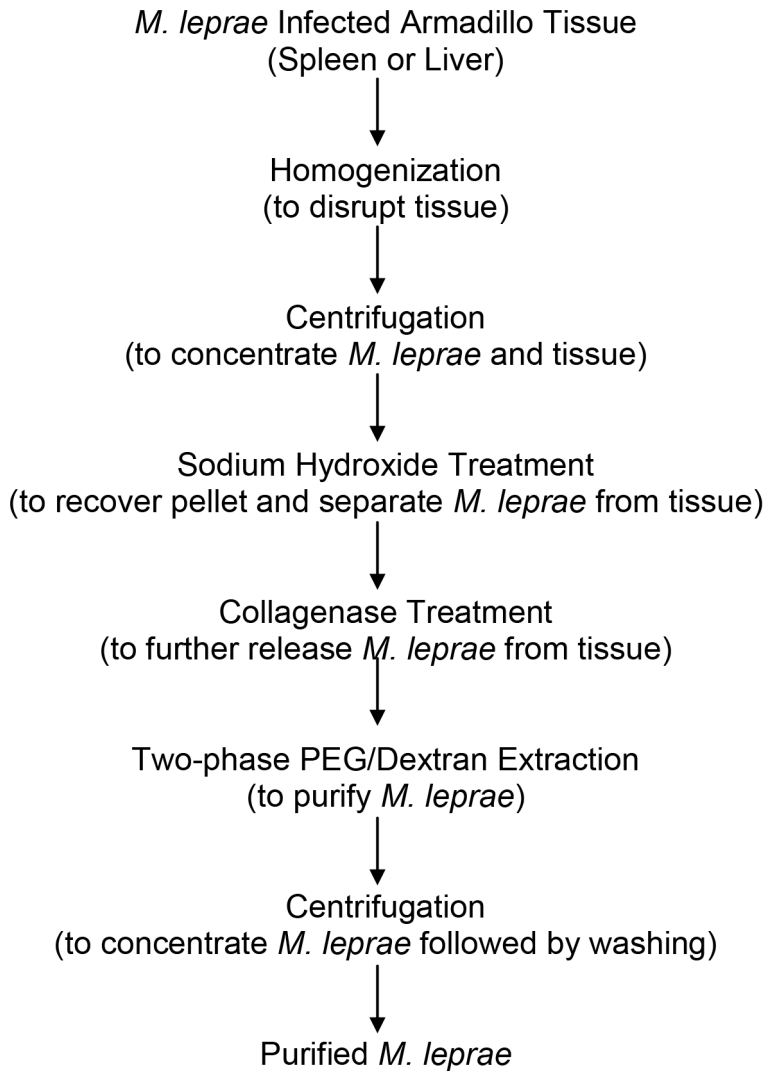 M. leprae Infected Armadillo Tissue
(Spleen or Liver)
Homogenization
(to disrupt tissue)
Centrifugation
(to concentrate M. leprae and tissue)
Sodium Hydroxide Treatment
(to recover pellet and separate M. leprae from tissue)
Collagenase Treatment
(to further release M. leprae from tissue)
Two-phase PEG/Dextran Extraction
(to purify M. leprae)
Centrifugation
(to concentrate M. leprae followed by washing)
Purified M. leprae